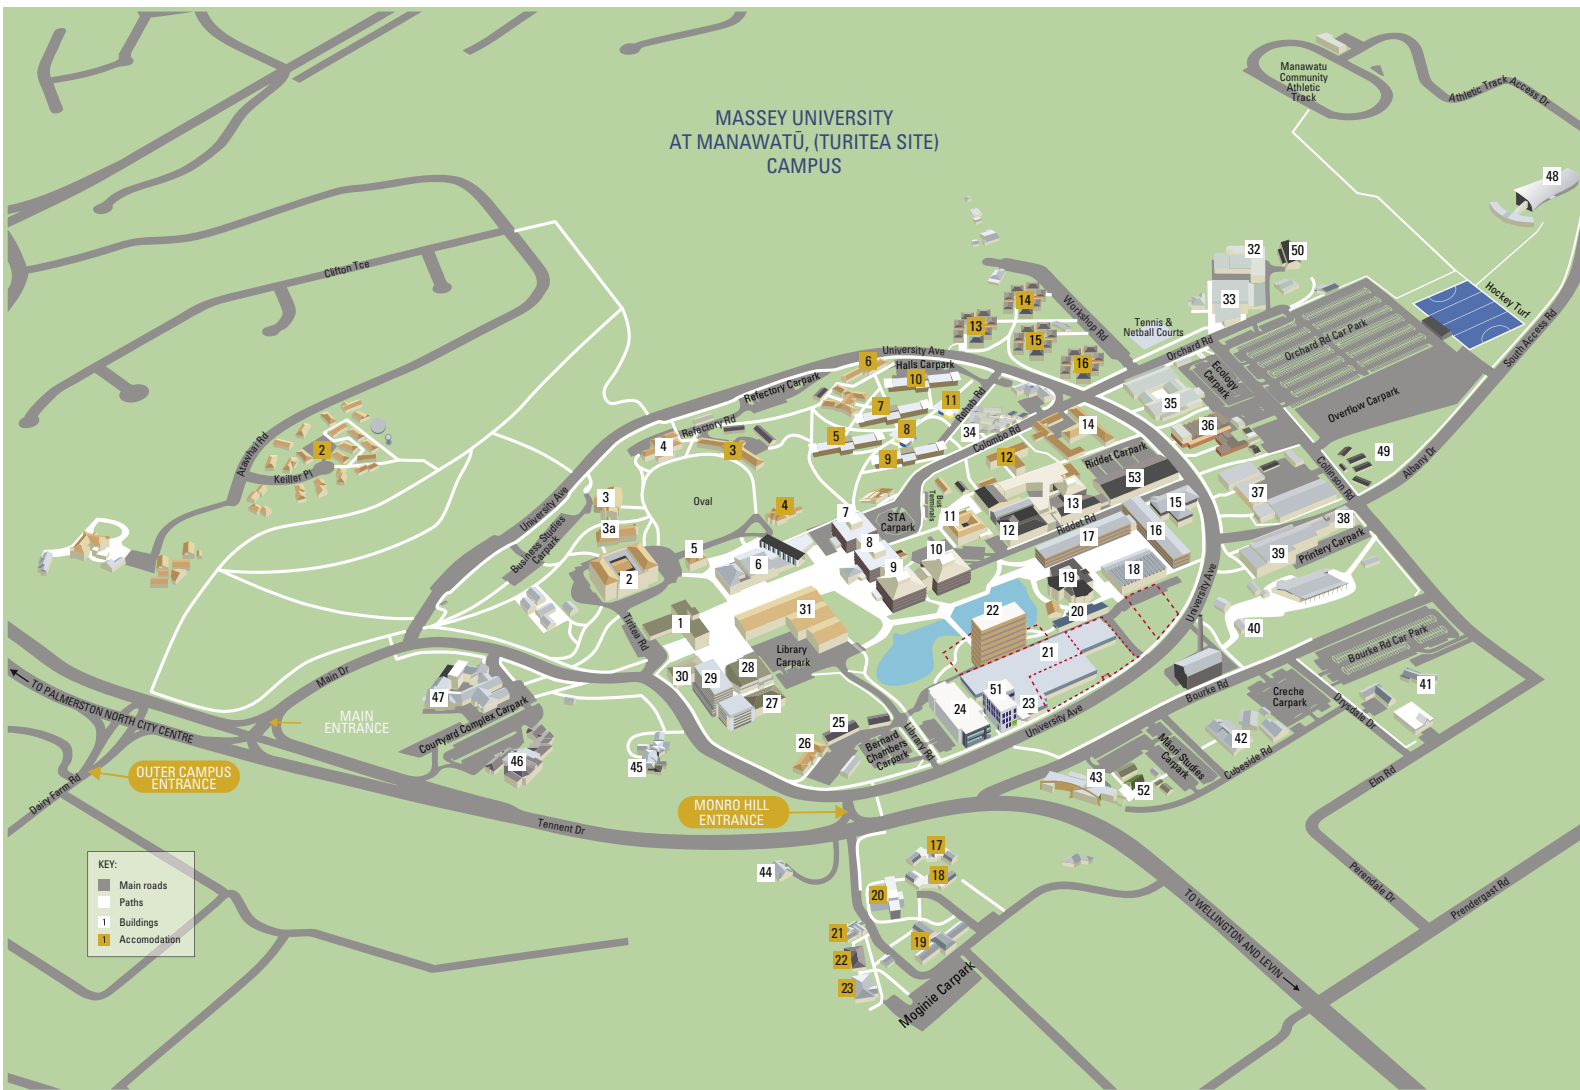 MASSEY UNIVERSITY
AT MANAWATŪ, (TURITEA SITE)
CAMPUS
Manawatu
Community
Athletic
Track
Athletic Track Access Dr
48
32
50
33
Hockey Turf
South Access Rd
Orchard Rd Car Park
Overflow Carpark
Ecology
Carpark
Orchard Rd
Tennis &
Netball Courts
Workshop Rd
14
13
15
16
Clifton Tce
University Ave
6
Halls Carpark
10
Refectory Carpark
7
11
Rehab Rd
8
5
9
34
Colombo Rd
12
14
35
36
Refectory Rd
4
3
Atawhai Rd
2
Keiller Pl
Riddet Carpark
53
49
Albany Dr
Collinson Rd
37
University Ave
3
3a
Business Studies
Carpark
Oval
4
7
STA
Carpark
Bus
Terminals
11
12
13
15
16
17
Riddet Rd
38
Printery Carpark
39
5
6
8
9
10
18
19
20
2
University Ave
40
Bourke Rd Car Park
22
21
1
Tiritea Rd
31
Library
Carpark
28
30
29
27
41
Drysdale Dr
Creche
Carpark
Bourke Rd
47
Courtyard Complex Carpark
Main Dr
TO PALMERSTON NORTH CITY CENTRE
MAIN
ENTRANCE
51
23
24
University Ave
Library Rd
Bernard
Chambers
Carpark
25
26
42
Cubeside Rd
Māori Studies
Carpark
46
45
43
52
Elm Rd
OUTER CAMPUS
ENTRANCE
Dairy Farm Rd
MONRO HILL
ENTRANCE
Tennent Dr
44
17
18
20
21
19
22
23
Moginie Carpark
Perendale Dr
Prendergast Rd
TO WELLINGTON AND LEVIN
KEY:
Main roads
Paths
1 Buildings
1 Accomodation